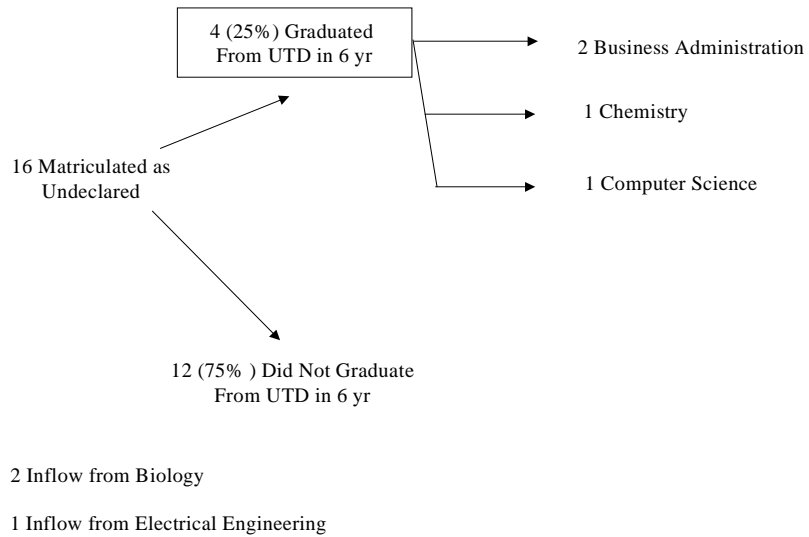 4 (25%) Graduated
From UTD in 6 yr
2 Business Administration
1 Chemistry
16 Matriculated as
Undeclared
1 Computer Science
12 (75% ) Did Not Graduate
From UTD in 6 yr
2 Inflow from Biology
1 Inflow from Electrical Engineering